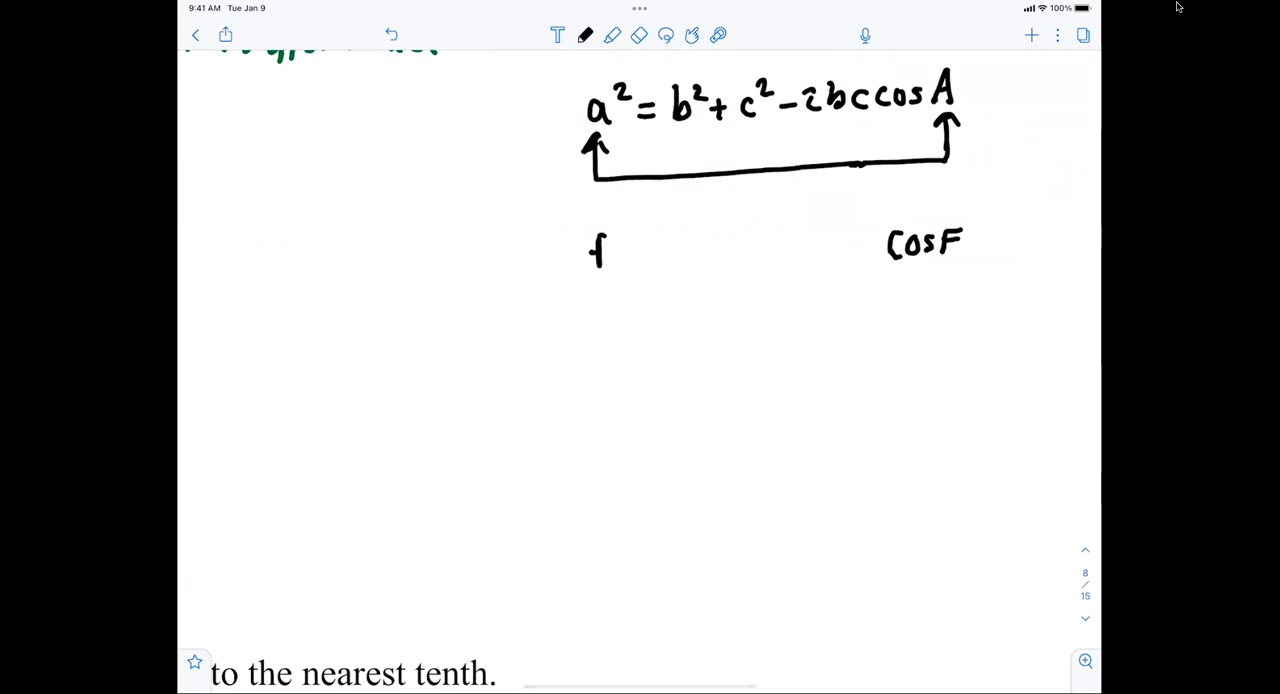 9:41 AM Tue Jan 9
100%
T
a² = b² + c² - 2bc cos A
f cos F
8
/
15
to the nearest tenth.